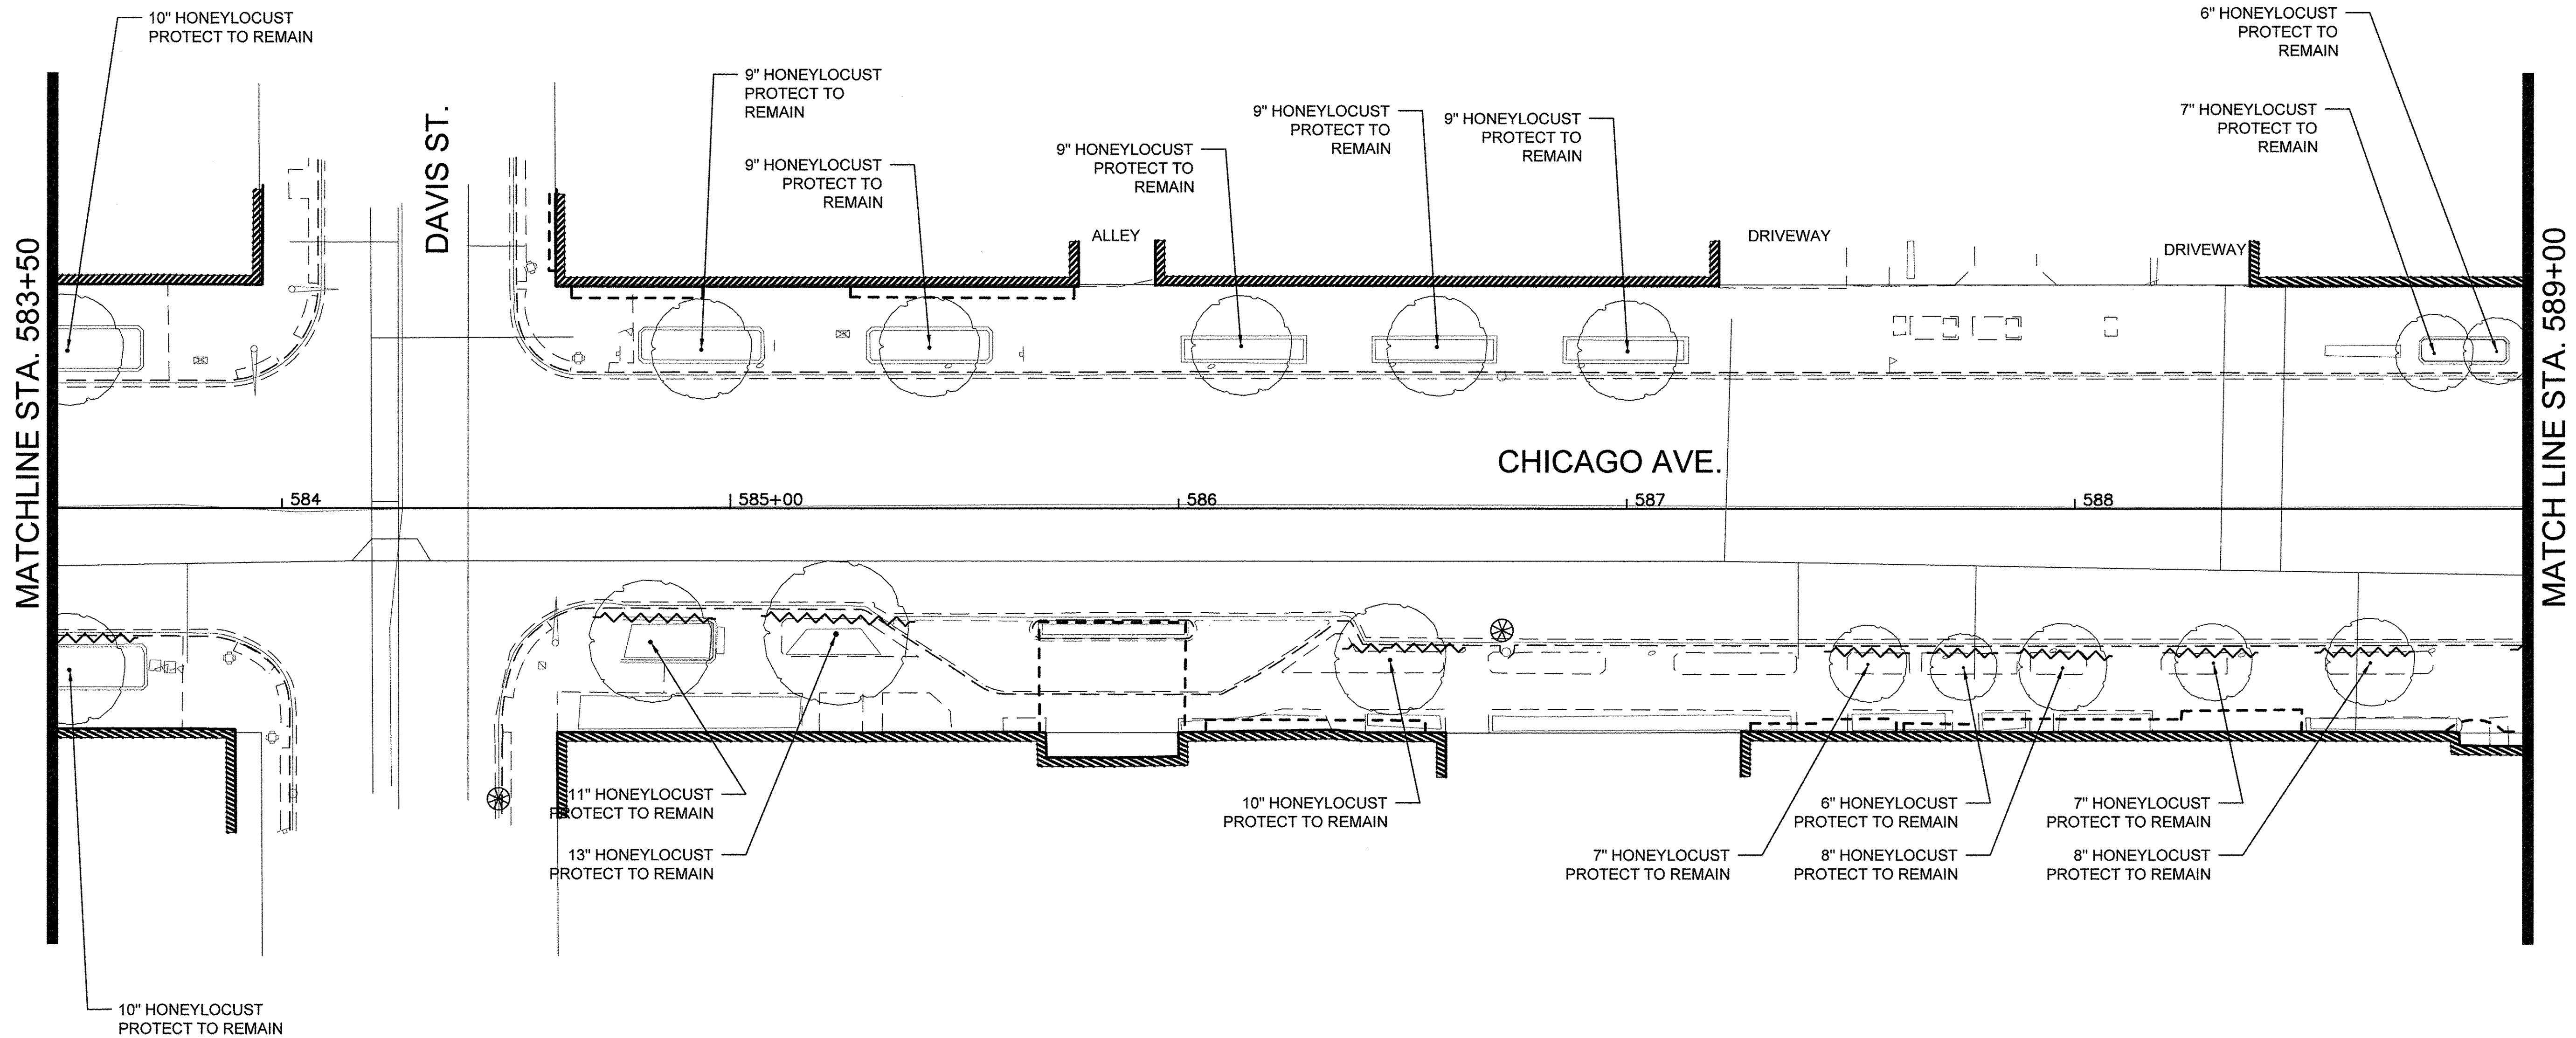 10" HONEYLOCUST
PROTECT TO REMAIN
6" HONEYLOCUST
PROTECT TO
REMAIN
9" HONEYLOCUST
PROTECT TO
REMAIN
7" HONEYLOCUST
PROTECT TO
REMAIN
9" HONEYLOCUST
PROTECT TO
REMAIN
9" HONEYLOCUST
PROTECT TO
REMAIN
9" HONEYLOCUST
PROTECT TO
REMAIN
9" HONEYLOCUST
PROTECT TO
REMAIN
DAVIS ST.
ALLEY
DRIVEWAY
DRIVEWAY
MATCHLINE STA. 583+50
MATCH LINE STA. 589+00
CHICAGO AVE.
584
585+00
586
587
588
11" HONEYLOCUST
PROTECT TO REMAIN
13" HONEYLOCUST
PROTECT TO REMAIN
10" HONEYLOCUST
PROTECT TO REMAIN
7" HONEYLOCUST
PROTECT TO REMAIN
6" HONEYLOCUST
PROTECT TO REMAIN
8" HONEYLOCUST
PROTECT TO REMAIN
7" HONEYLOCUST
PROTECT TO REMAIN
8" HONEYLOCUST
PROTECT TO REMAIN
10" HONEYLOCUST
PROTECT TO REMAIN